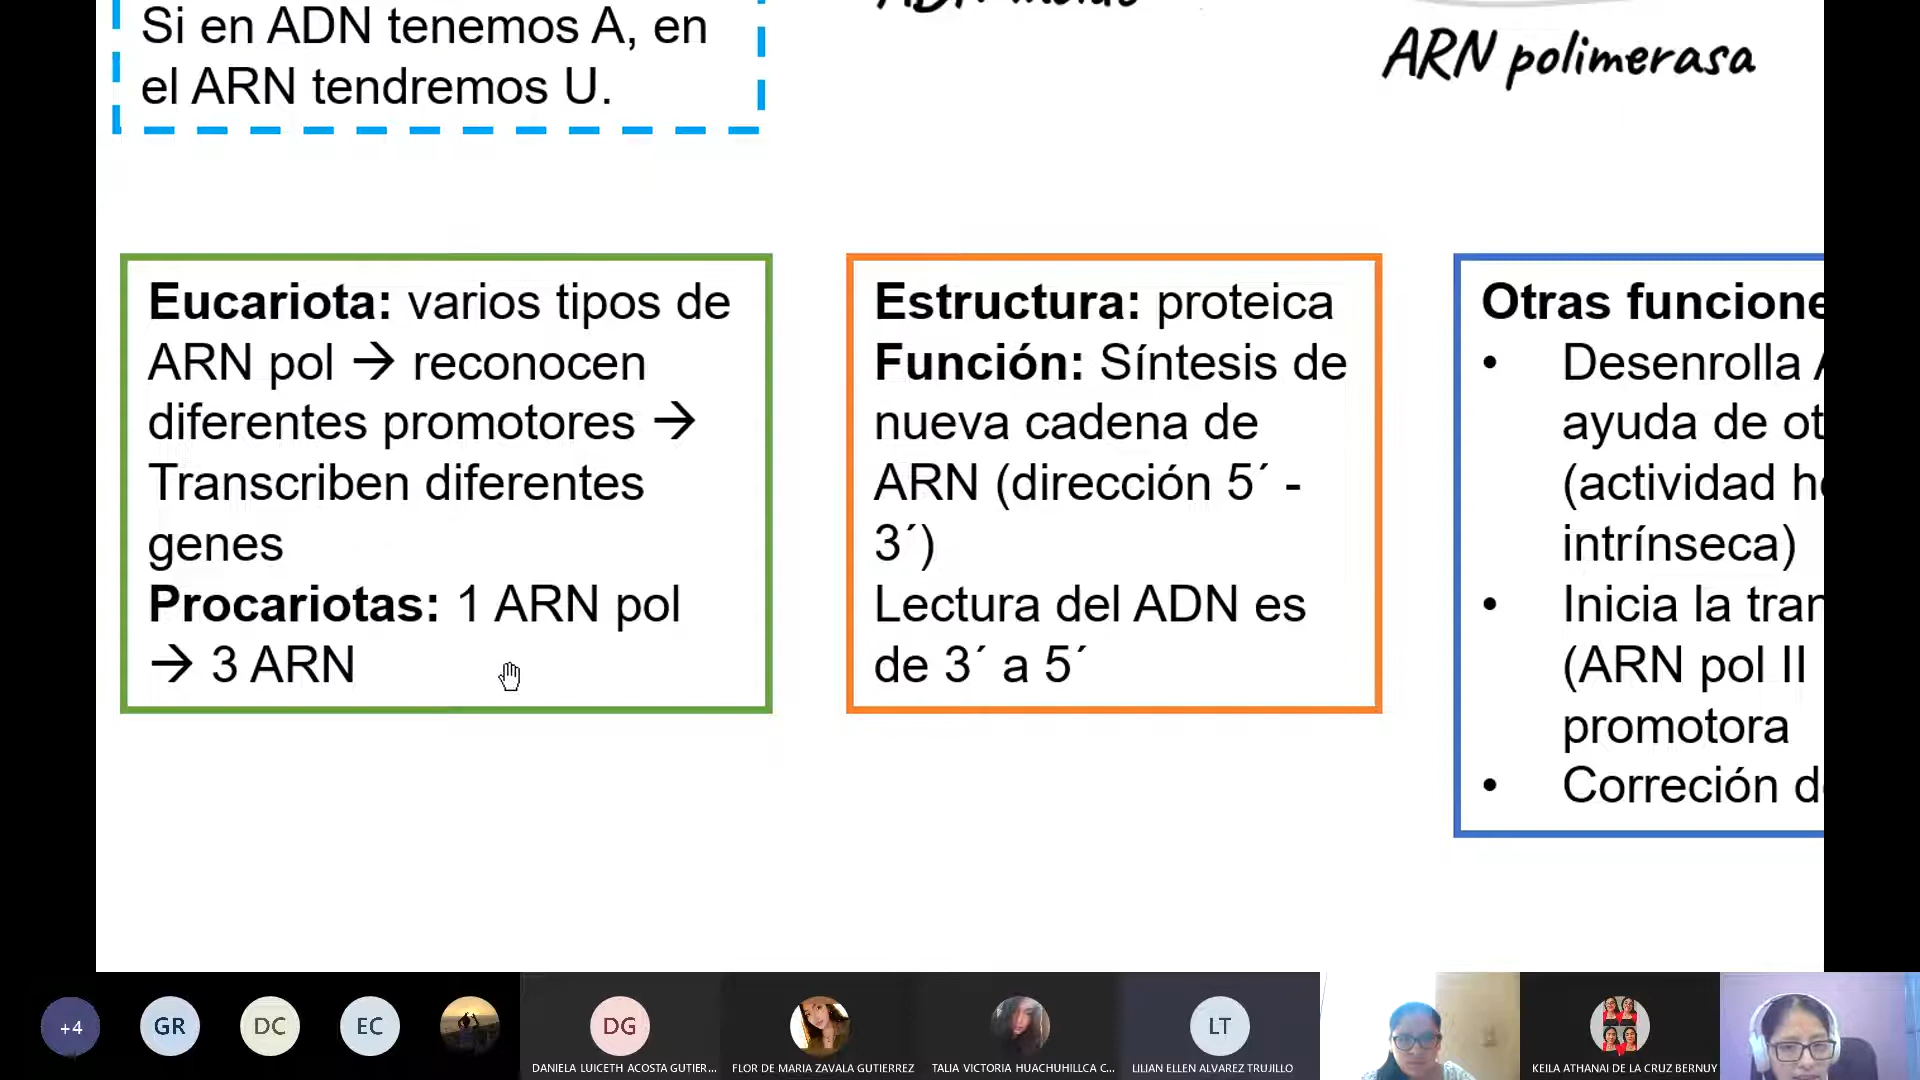 Si en ADN tenemos A, en
el ARN tendremos U.
ARN polimerasa
Eucariota: varios tipos de
ARN pol → reconocen
diferentes promotores →
Transcriben diferentes
genes
Procariotas: 1 ARN pol
→ 3 ARN
Estructura: proteica
Función: Síntesis de
nueva cadena de
ARN (dirección 5´ -
3´)
Lectura del ADN es
de 3´ a 5´
Otras funcione
• Desenrolla
ayuda de ot
(actividad h
intrínseca)
• Inicia la tran
(ARN pol II
promotora
• Correción d
+4
GR
DC
EC
DG
LT
DANIELA LUICETH ACOSTA GUTIER...
FLOR DE MARIA ZAVALA GUTIERREZ
TALIA VICTORIA HUACHUHILLCA C...
LILIAN ELLEN ALVAREZ TRUJILLO
KEILA ATHANAI DE LA CRUZ BERNUY